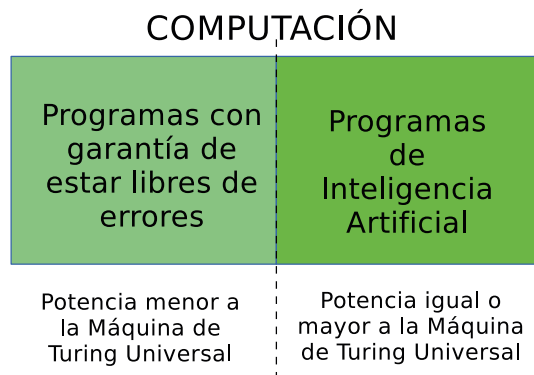 COMPUTACIÓN
Programas con
garantía de
estar libres de
errores
Programas
de
Inteligencia
Artificial
Potencia menor a
la Máquina de
Turing Universal
Potencia igual o
mayor a la Máquina
de Turing Universal